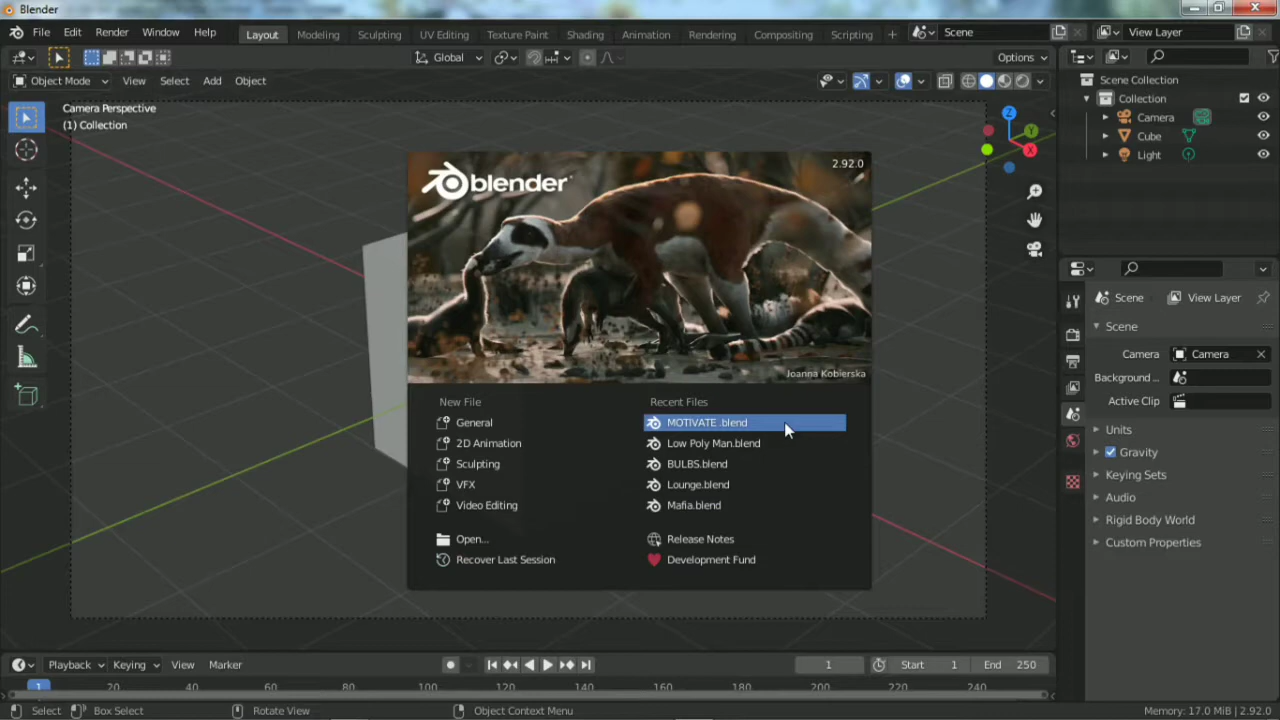 Blender
File Edit Render Window Help Layout Modeling Sculpting UV Editing Texture Paint Shading Animation Rendering Compositing Scripting + Scene View Layer
Global Options
Object Mode View Select Add Object
Camera Perspective
(1) Collection
Z
Y
X
Scene Collection
Collection
Camera
Cube
Light
blender
2.92.0
Joanna Kobierska
New File
General
2D Animation
Sculpting
VFX
Video Editing
Open...
Recover Last Session
Recent Files
MOTIVATE .blend
Low Poly Man.blend
BULBS.blend
Lounge.blend
Mafia.blend
Release Notes
Development Fund
Scene View Layer
Scene
Camera Camera
Background ...
Active Clip
Units
Gravity
Keying Sets
Audio
Rigid Body World
Custom Properties
Playback Keying View Marker 1 Start 1 End 250
1 20 40 60 80 100 120 140 160 180 200 220 240
Select Box Select Rotate View Object Context Menu Memory: 17.0 MiB | 2.92.0